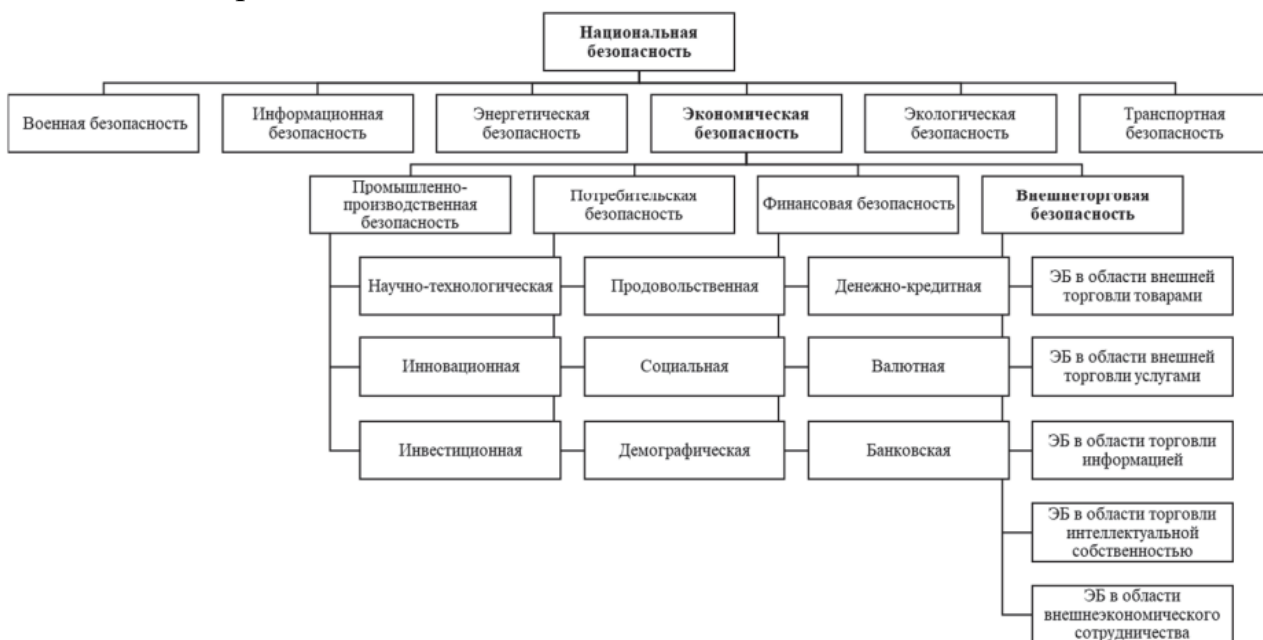 Национальная
безопасность
Военная безопасность
Информационная
безопасность
Энергетическая
безопасность
Экономическая
безопасность
Экологическая
безопасность
Транспортная
безопасность
Промышленно-
производственная
безопасность
Потребительская
безопасность
Финансовая безопасность
Внешнеторговая
безопасность
Научно-технологическая
Продовольственная
Денежно-кредитная
ЭБ в области внешней
торговли товарами
Инновационная
Социальная
Валютная
ЭБ в области внешней
торговли услугами
Инвестиционная
Демографическая
Банковская
ЭБ в области торговли
информацией
ЭБ в области торговли
интеллектуальной
собственностью
ЭБ в области
внешнеэкономического
сотрудничества